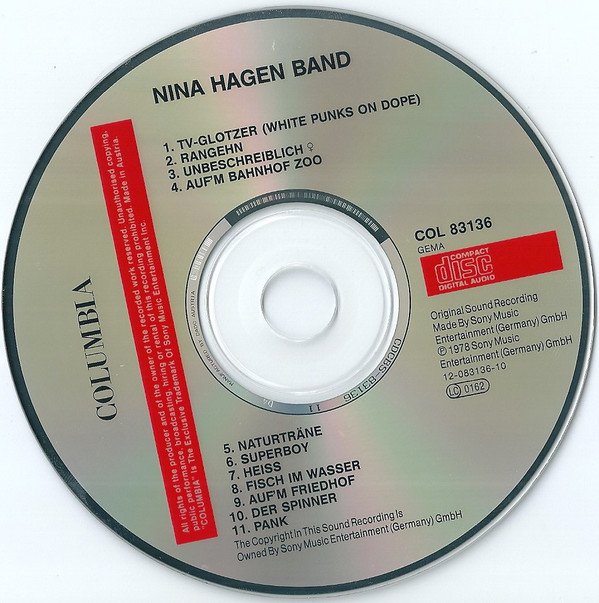 NINA HAGEN BAND
1. TV-GLOTZER (WHITE PUNKS ON DOPE)
2. RANGEHN
3. UNBESCHREIBLICH ♀
4. AUF'M BAHNHOF ZOO
COL 83136
GEMA
COMPACT
disc
DIGITAL AUDIO
Original Sound Recording
Made By Sony Music
Entertainment (Germany) GmbH
℗ 1978 Sony Music
Entertainment (Germany) GmbH
12-083136-10
LC 0162
COLUMBIA
All rights of the producer and of the owner of the recorded work reserved. Unauthorised copying,
public performance, broadcasting, hiring or rental of this recording prohibited. Made in Austria.
"COLUMBIA" Is The Exclusive Trademark Of Sony Music Entertainment Inc.
CDCBS-83136
11
5. NATURTRÄNE
6. SUPERBOY
7. HEISS
8. FISCH IM WASSER
9. AUF'M FRIEDHOF
10. DER SPINNER
11. PANK
The Copyright In This Sound Recording Is
Owned By Sony Music Entertainment (Germany) GmbH